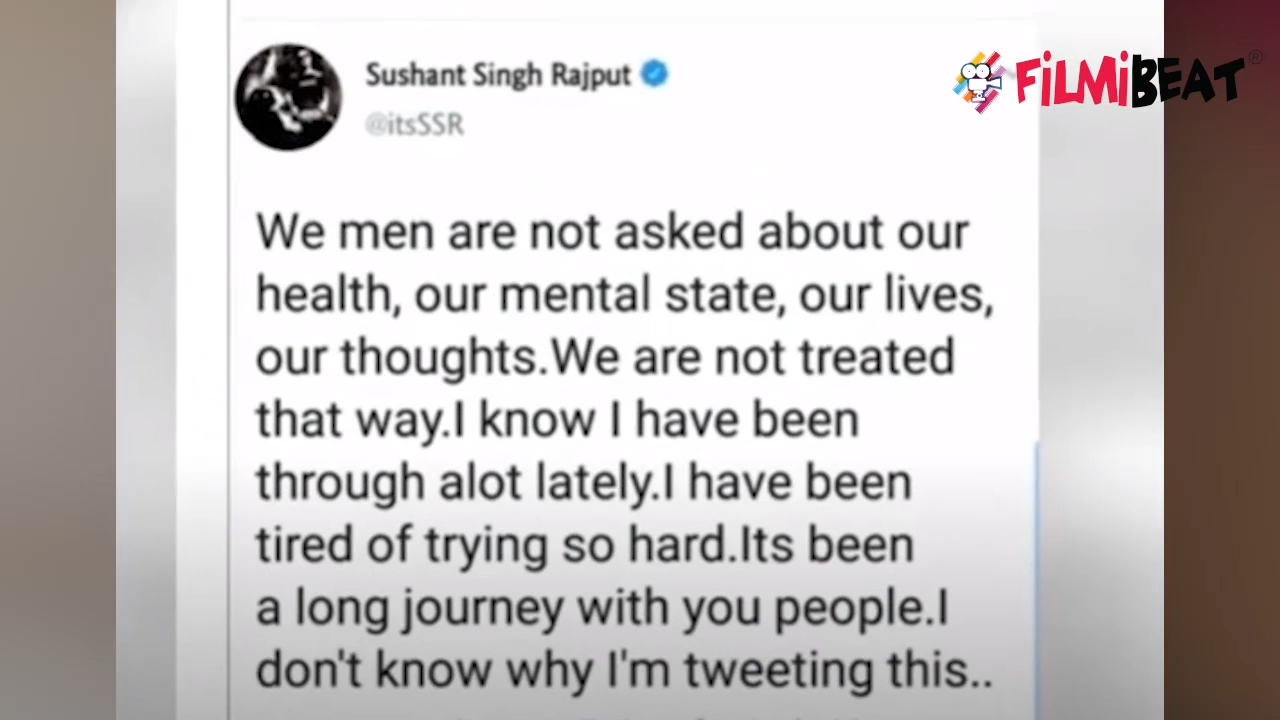 Sushant Singh Rajput
FiLMiBEAT®
@itsSSR
We men are not asked about our
health, our mental state, our lives,
our thoughts.We are not treated
that way.I know I have been
through alot lately.I have been
tired of trying so hard.Its been
a long journey with you people.I
don't know why I'm tweeting this..